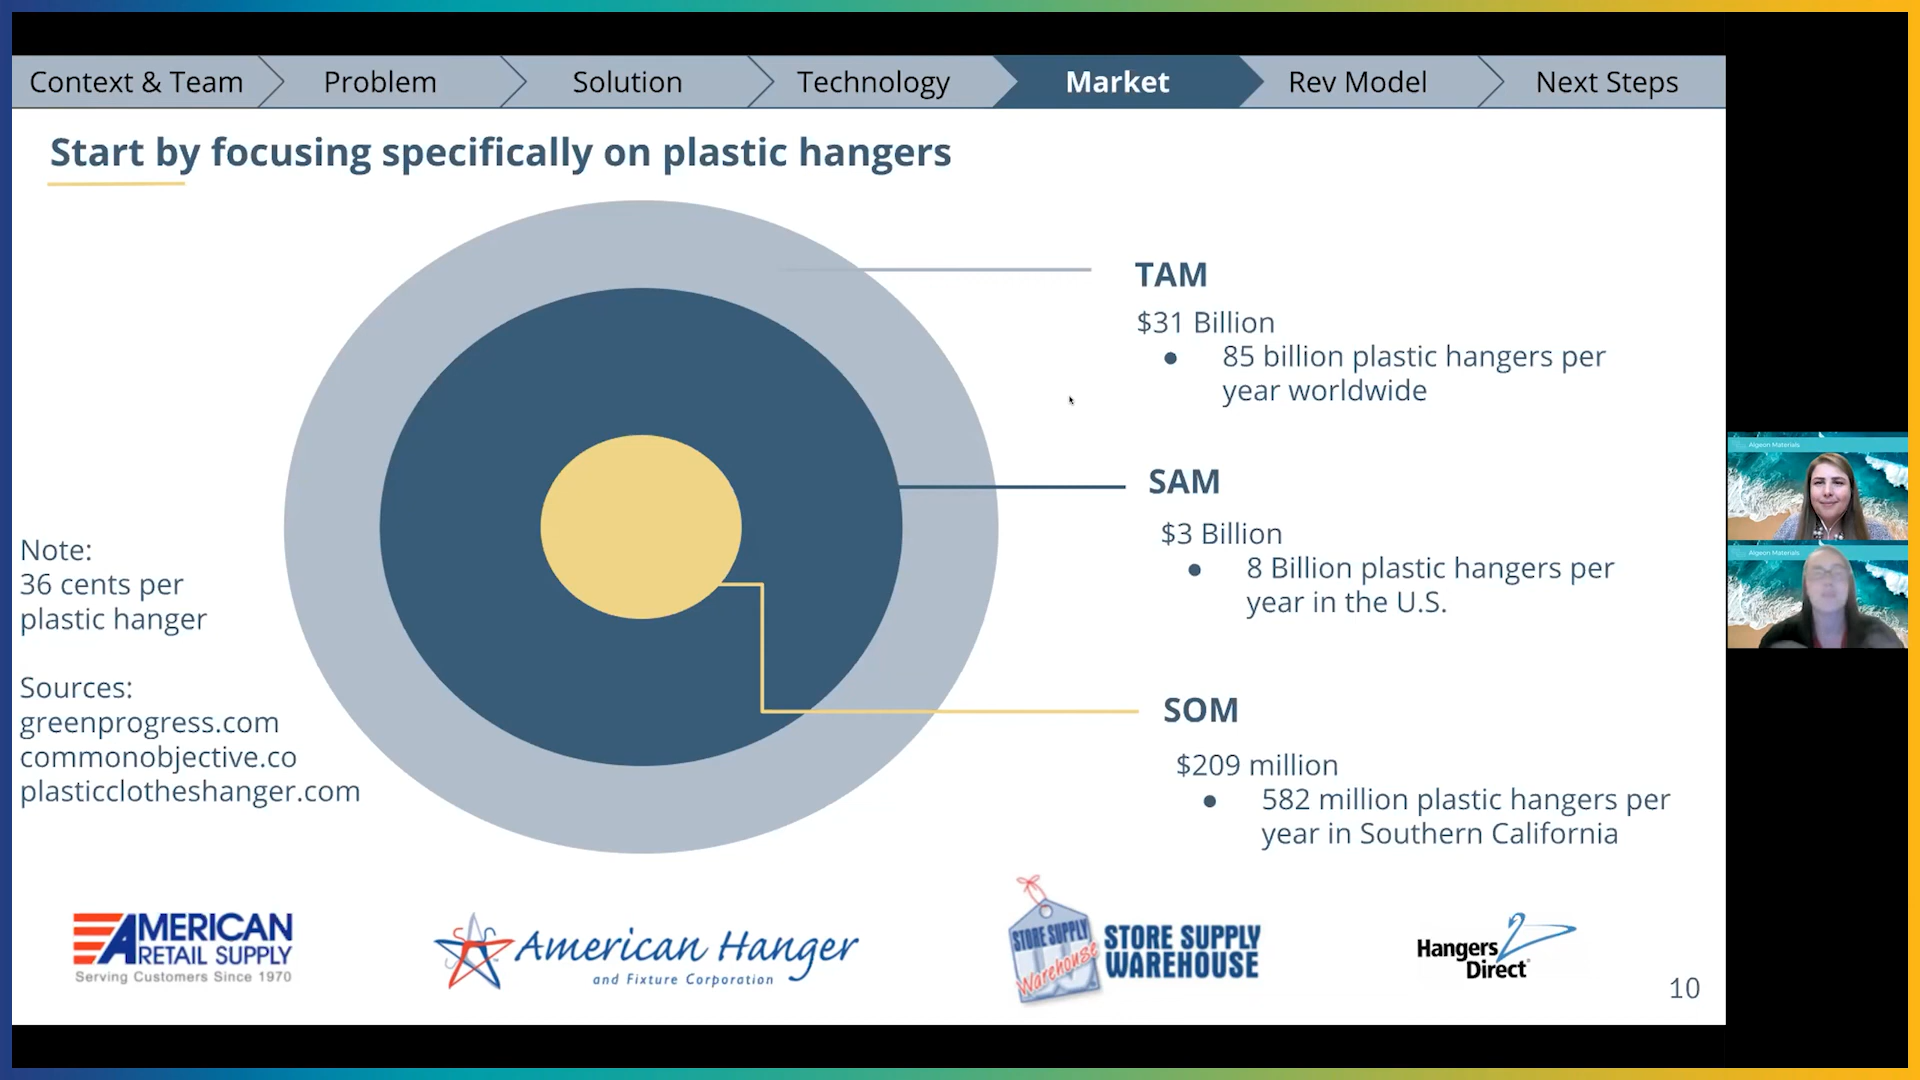 Context & Team
Problem
Solution
Technology
Market
Rev Model
Next Steps
Start by focusing specifically on plastic hangers
TAM
$31 Billion
● 85 billion plastic hangers per
year worldwide
SAM
$3 Billion
● 8 Billion plastic hangers per
year in the U.S.
SOM
$209 million
● 582 million plastic hangers per
year in Southern California
Note:
36 cents per
plastic hanger
Sources:
greenprogress.com
commonobjective.co
plasticclotheshanger.com
AMERICAN
RETAIL SUPPLY
Serving Customers Since 1970
American Hanger
and Fixture Corporation
STORE SUPPLY
Warehouse
STORE SUPPLY
WAREHOUSE
Hangers
Direct
10
Algeon Materials
Algeon Materials